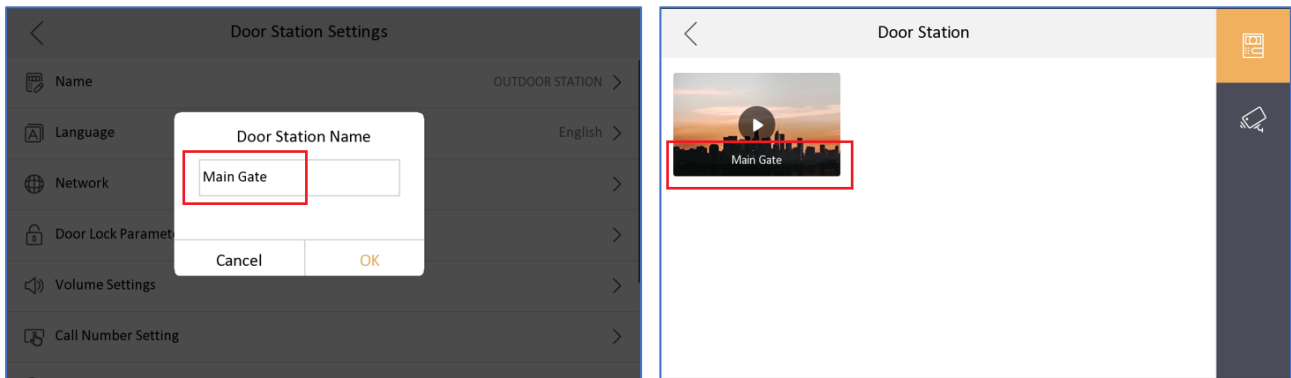 Door Station Settings
Name
OUTDOOR STATION
Language
English
Network
Door Lock Paramet
Volume Settings
Call Number Setting
Door Station Name
Main Gate
Cancel
OK
Door Station
Main Gate